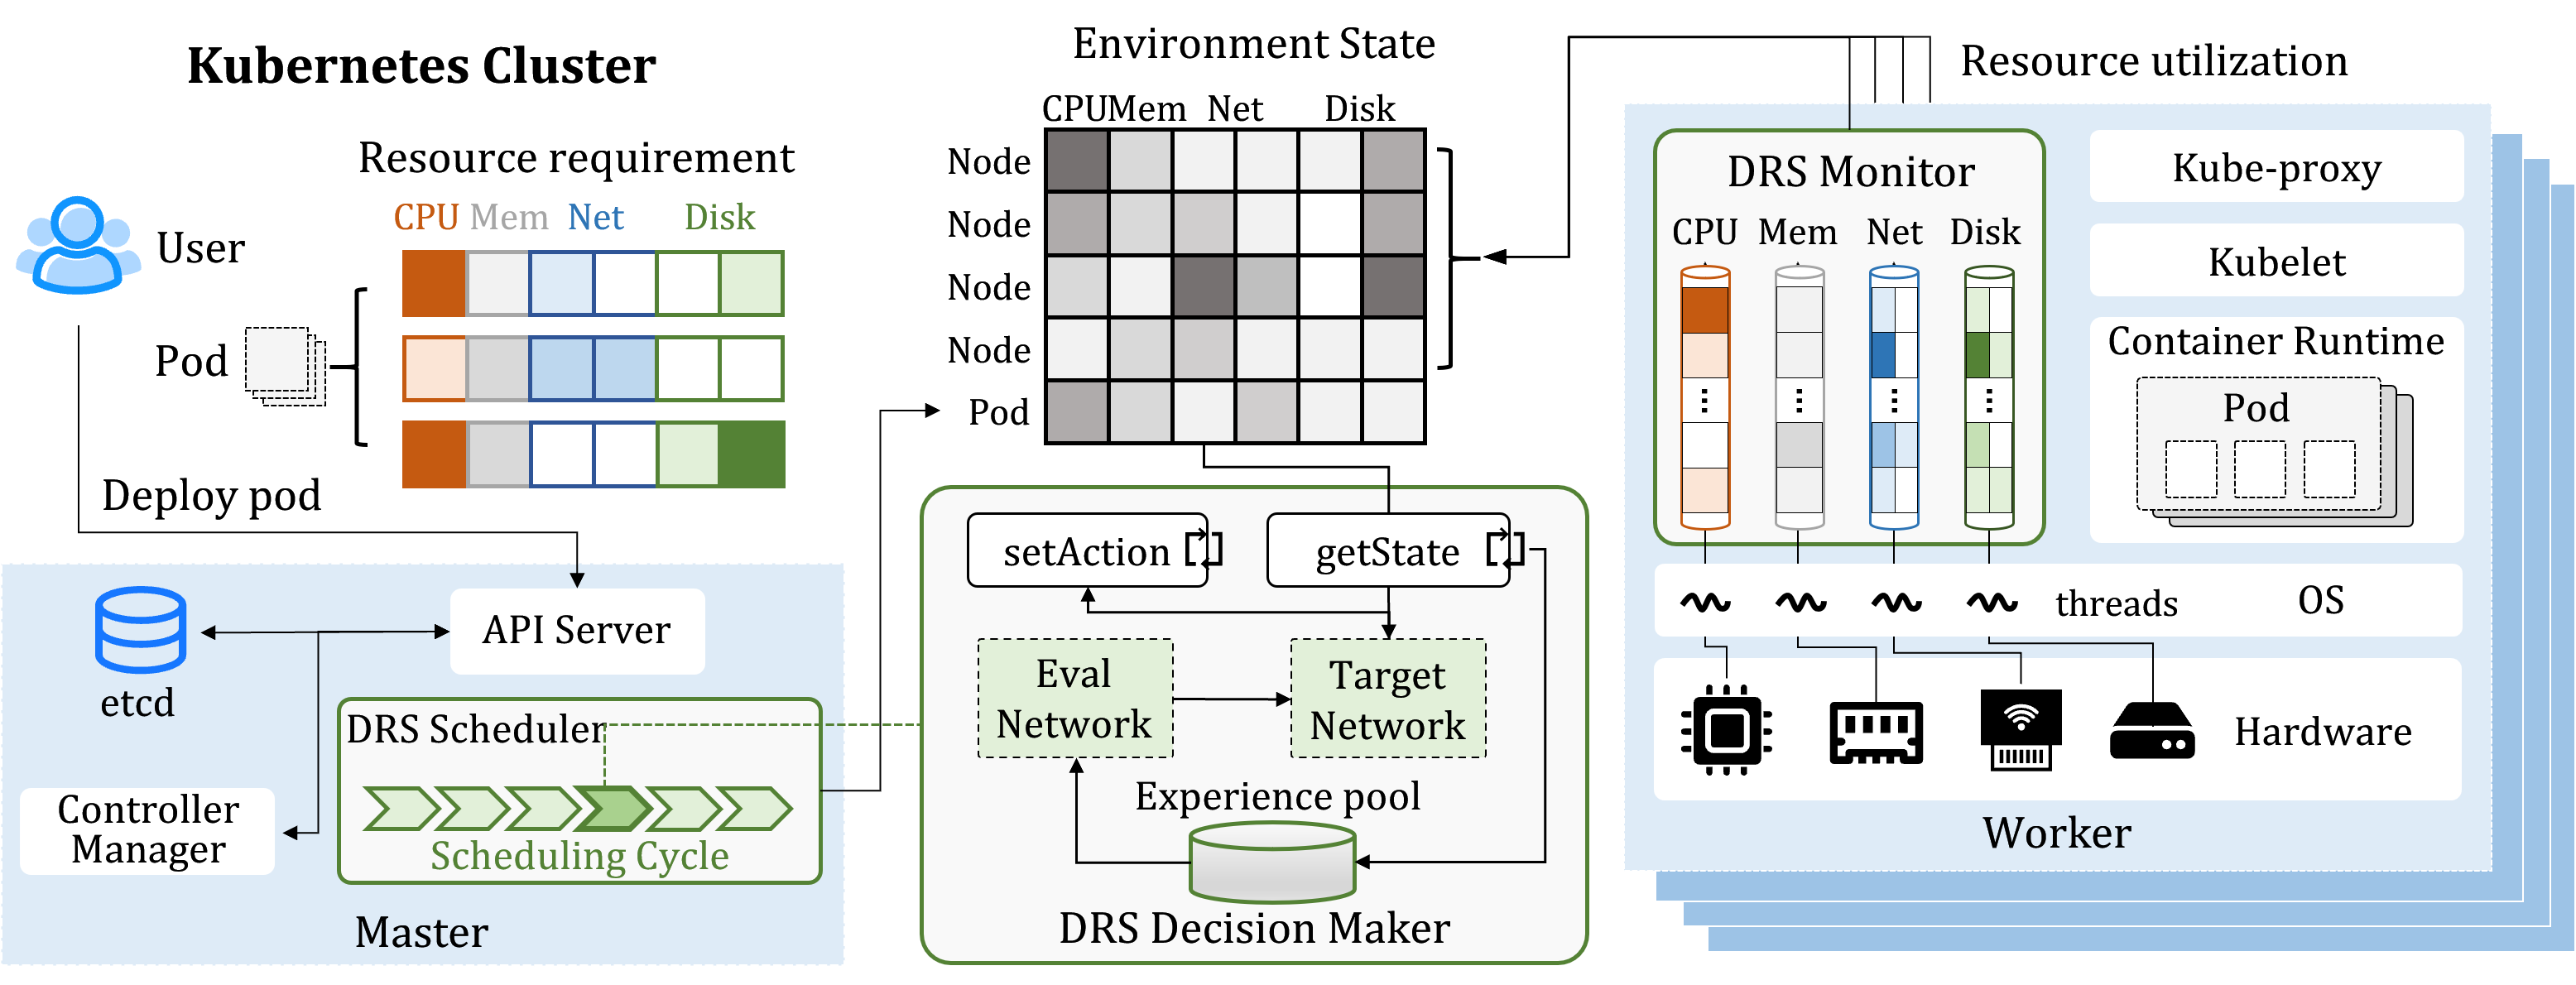 Kubernetes Cluster
Resource requirement
CPU Mem Net Disk
User
Pod
Deploy pod
API Server
etcd
DRS Scheduler
Scheduling Cycle
Controller
Manager
Master
Environment State
CPU Mem Net Disk
Node
Node
Node
Node
Pod
setAction
getState
Eval
Network
Target
Network
Experience pool
DRS Decision Maker
Resource utilization
DRS Monitor
CPU Mem Net Disk
Kube-proxy
Kubelet
Container Runtime
Pod
threads
OS
Hardware
Worker